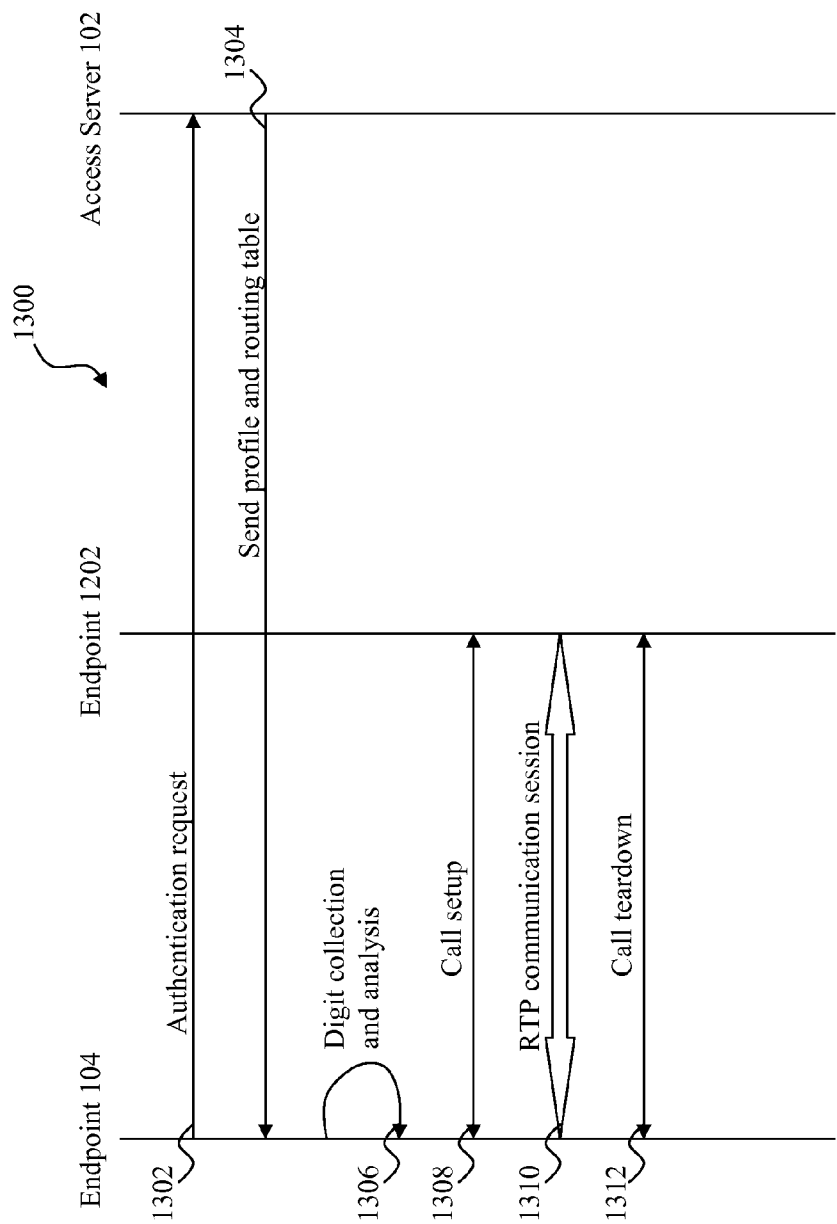 1300
Endpoint 104
Endpoint 1202
Access Server 102
1302
Authentication request
Send profile and routing table
1304
Digit collection
and analysis
1306
Call setup
1308
RTP communication session
1310
Call teardown
1312